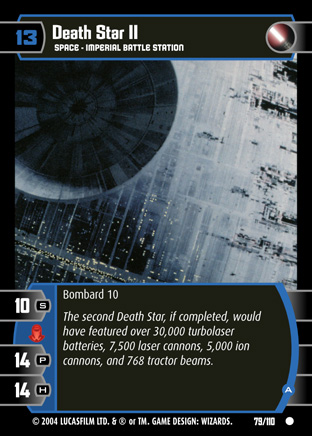 13 Death Star II
SPACE - IMPERIAL BATTLE STATION
10 S
Bombard 10
The second Death Star, if completed, would
have featured over 30,000 turbolaser
batteries, 7,500 laser cannons, 5,000 ion
cannons, and 768 tractor beams.
14 P
14 H
A
© 2004 LUCASFILM LTD. & ® or TM. GAME DESIGN: WIZARDS. 79/110